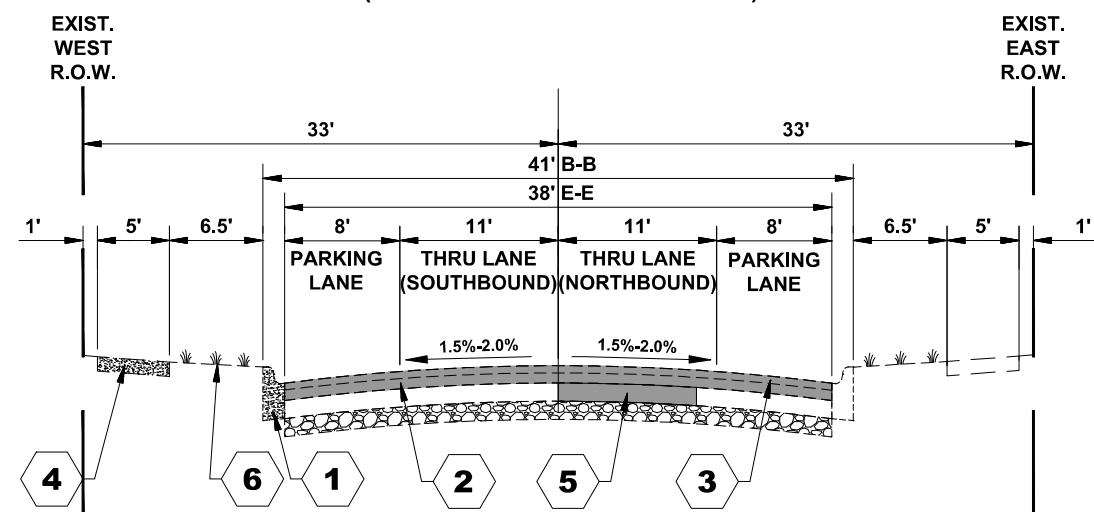 EXIST.
WEST
R.O.W.
EXIST.
EAST
R.O.W.
33'
33'
41' B-B
38' E-E
1'
5'
6.5'
8'
11'
11'
8'
6.5'
5'
1'
PARKING
LANE
THRU LANE
(SOUTHBOUND)
THRU LANE
(NORTHBOUND)
PARKING
LANE
1.5%-2.0%
1.5%-2.0%
4
6
1
2
5
3